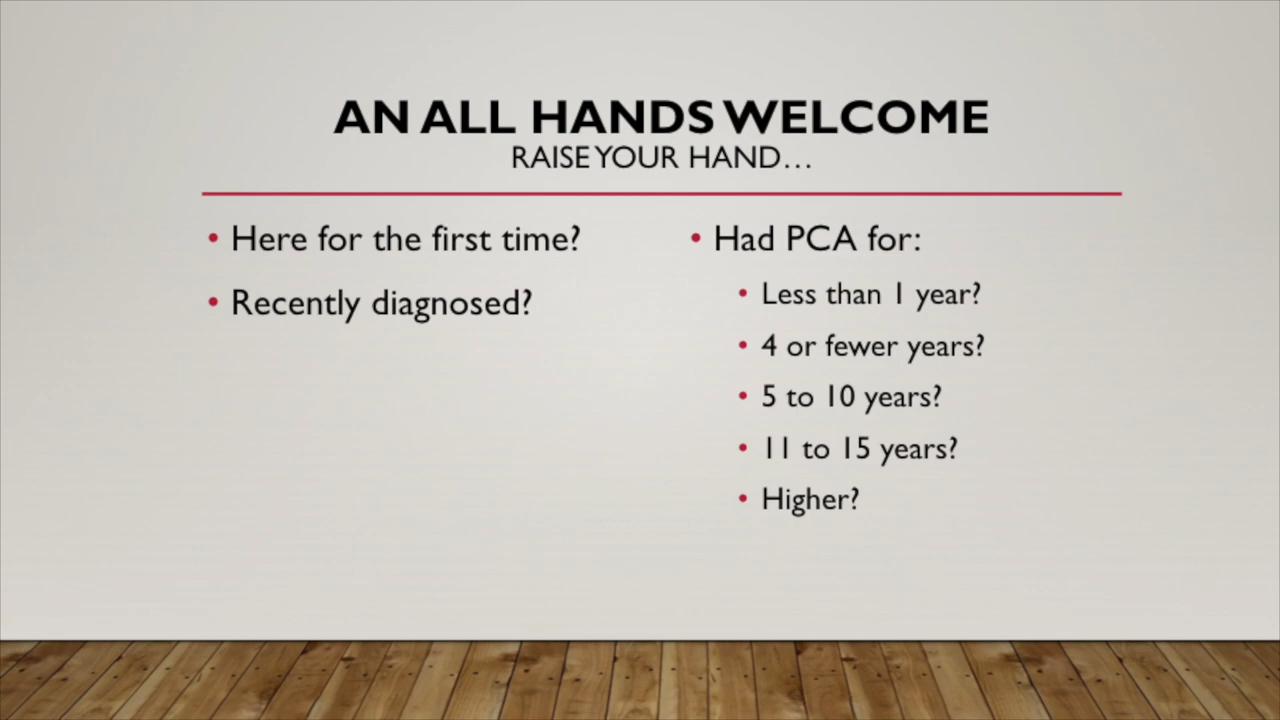 AN ALL HANDS WELCOME
RAISE YOUR HAND…
• Here for the first time?
• Recently diagnosed?
• Had PCA for:
• Less than 1 year?
• 4 or fewer years?
• 5 to 10 years?
• 11 to 15 years?
• Higher?